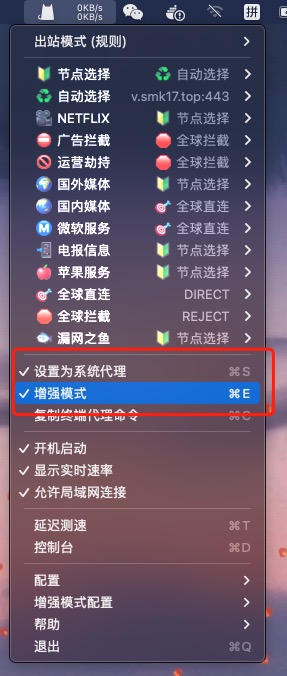 0KB/s
0KB/s
拼
出站模式 (规则)
节点选择 自动选择
自动选择 v.smk17.top:443
NETFLIX 节点选择
广告拦截 全球拦截
运营劫持 全球拦截
国外媒体 节点选择
国内媒体 全球直连
微软服务 节点选择
电报信息 节点选择
苹果服务 节点选择
全球直连 DIRECT
全球拦截 REJECT
漏网之鱼 节点选择
✓ 设置为系统代理 ⌘S
✓ 增强模式 ⌘E
复制终端代理命令 ⌘C
✓ 开机启动
✓ 显示实时速率
✓ 允许局域网连接
延迟测速 ⌘T
控制台 ⌘D
配置
增强模式配置
帮助
退出 ⌘Q